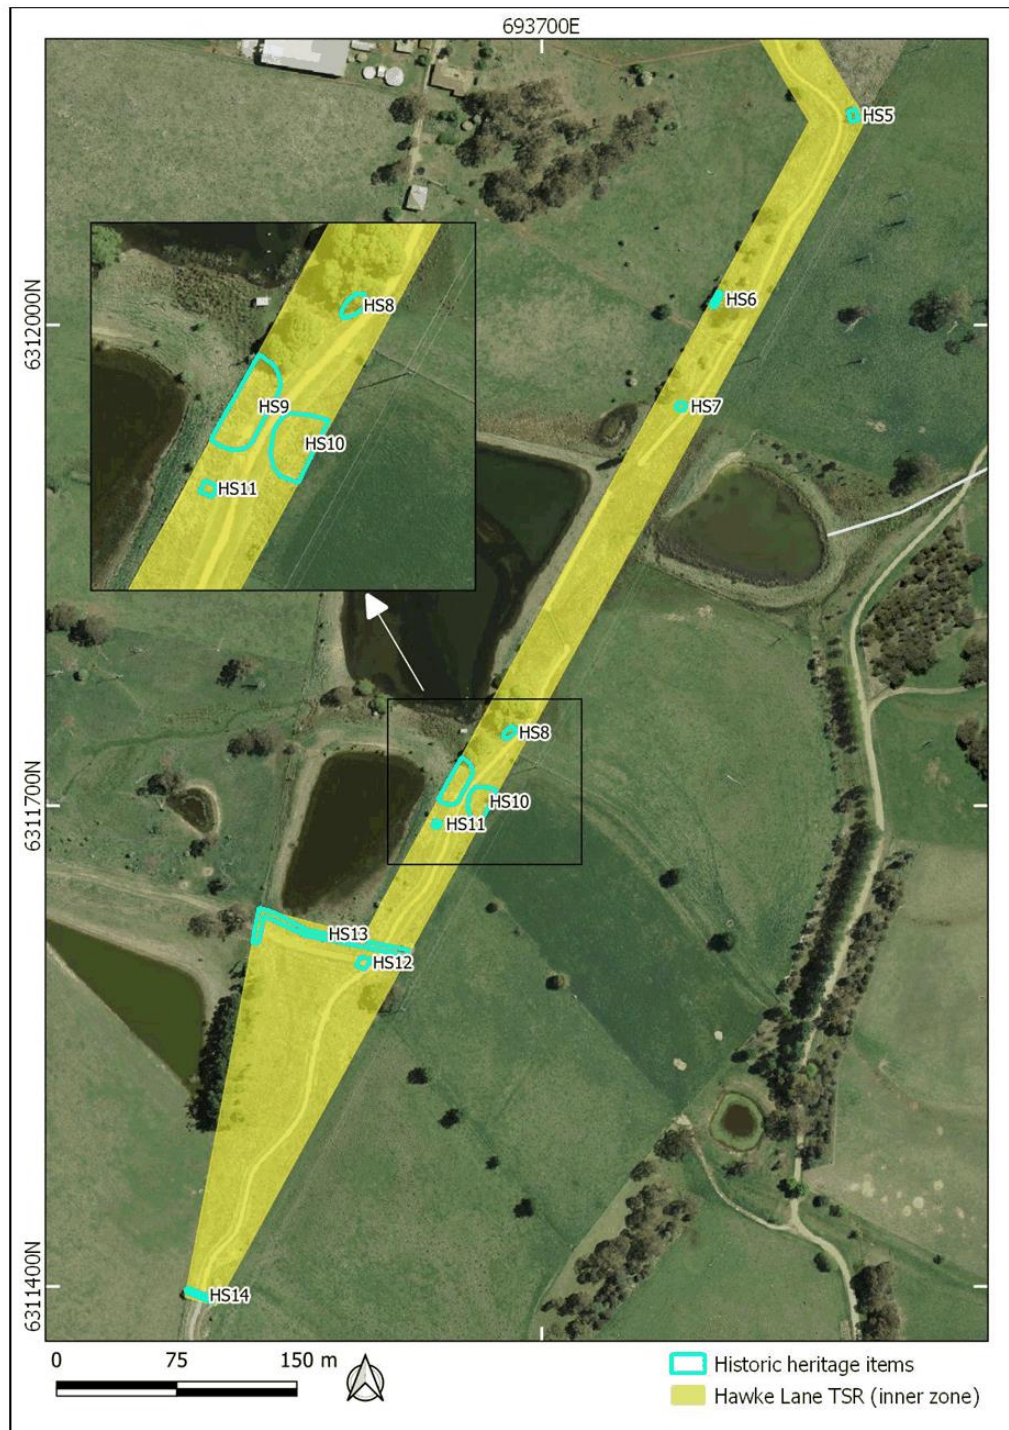 693700E
HS5
HS6
6312000N
HS7
HS8
HS9
HS10
HS11
HS8
HS10
HS11
6311700N
HS13
HS12
6311400N
HS14
0 75 150 m
Historic heritage items
Hawke Lane TSR (inner zone)